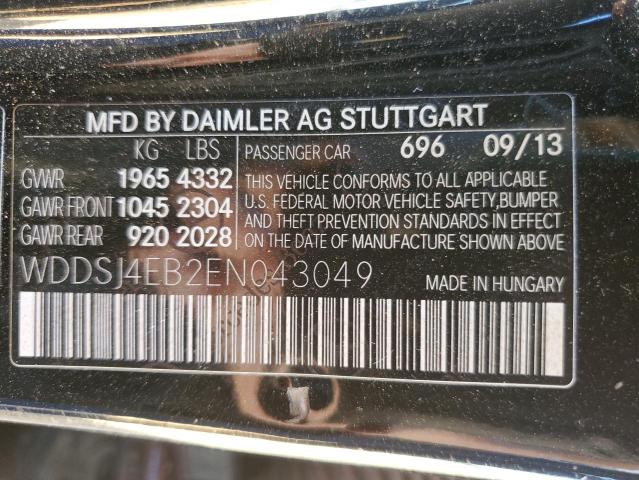 MFD BY DAIMLER AG STUTTGART
KG LBS
GVWR 1965 4332
GAWR FRONT 1045 2304
GAWR REAR 920 2028
PASSENGER CAR 696 09/13
THIS VEHICLE CONFORMS TO ALL APPLICABLE
U.S. FEDERAL MOTOR VEHICLE SAFETY,BUMPER
AND THEFT PREVENTION STANDARDS IN EFFECT
ON THE DATE OF MANUFACTURE SHOWN ABOVE
WDDSJ4EB2EN043049
MADE IN HUNGARY